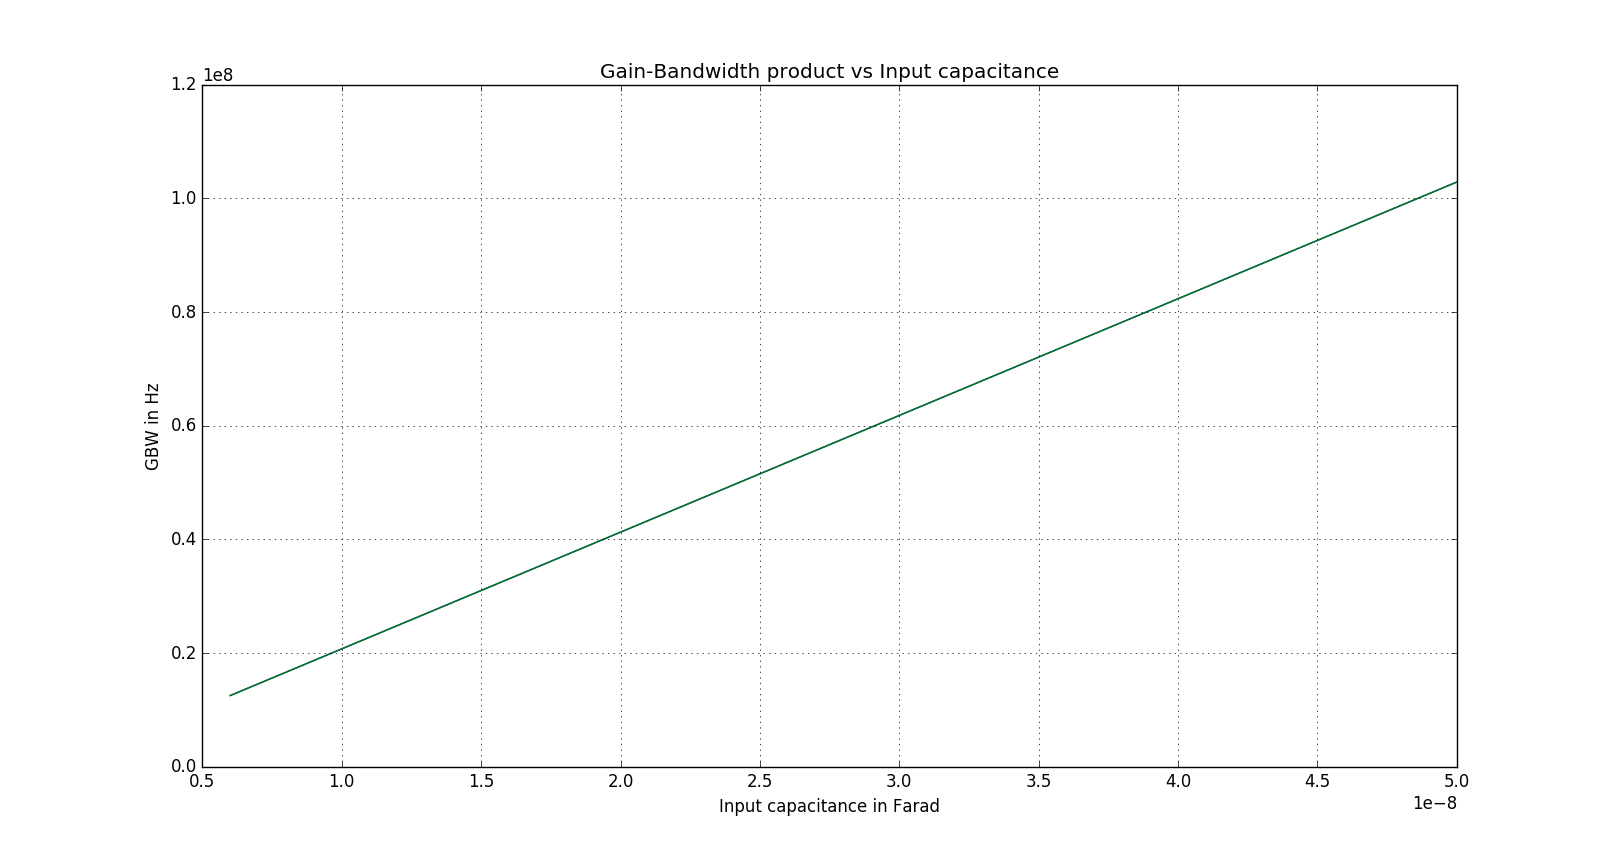 Gain-Bandwidth product vs Input capacitance
1e8
1.2
1.0
0.8
0.6
0.4
0.2
0.0
GBW in Hz
0.5 1.0 1.5 2.0 2.5 3.0 3.5 4.0 4.5 5.0
1e−8
Input capacitance in Farad